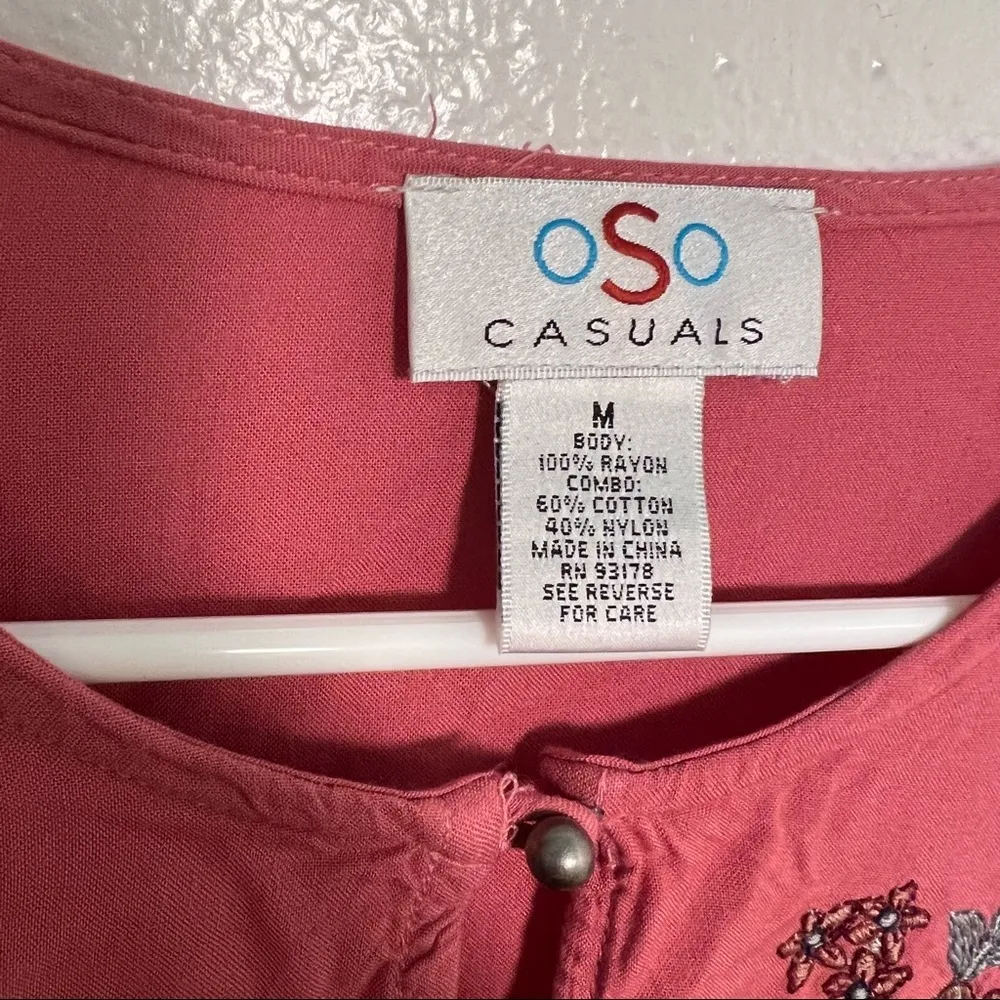 oSo
CASUALS
M
BODY:
100% RAYON
COMBO:
60% COTTON
40% NYLON
MADE IN CHINA
RN 93178
SEE REVERSE
FOR CARE